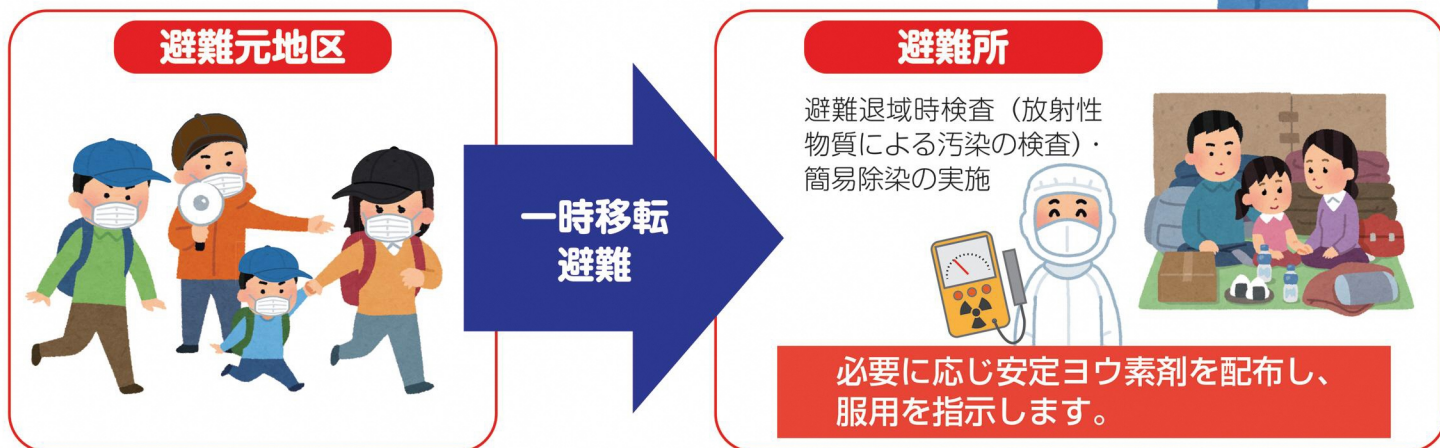 避難元地区
一時移転
避難
避難所
避難退域時検査（放射性
物質による汚染の検査）・
簡易除染の実施
必要に応じ安定ヨウ素剤を配布し、
服用を指示します。